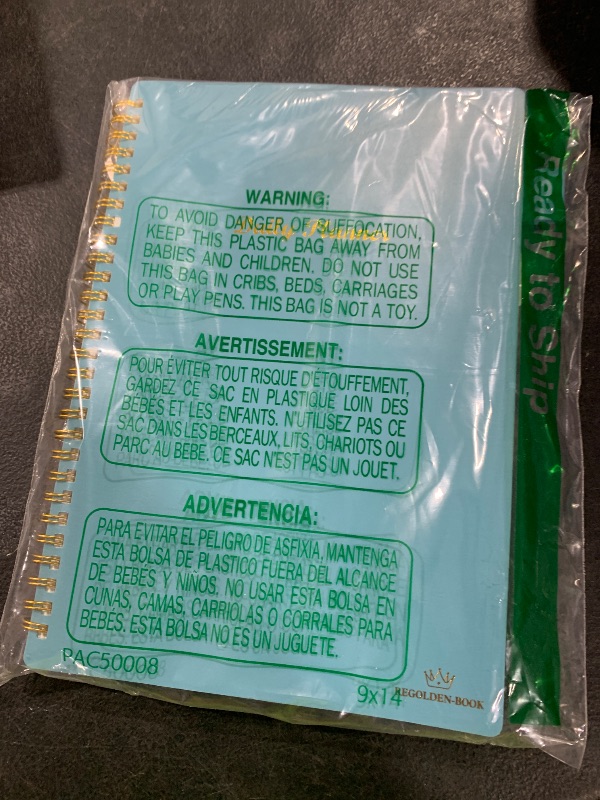 WARNING:
TO AVOID DANGER OF SUFFOCATION,
KEEP THIS PLASTIC BAG AWAY FROM
BABIES AND CHILDREN. DO NOT USE
THIS BAG IN CRIBS, BEDS, CARRIAGES
OR PLAY PENS. THIS BAG IS NOT A TOY.
AVERTISSEMENT:
POUR ÉVITER TOUT RISQUE D'ÉTOUFFEMENT,
GARDEZ CE SAC EN PLASTIQUE LOIN DES
BÉBÉS ET LES ENFANTS. N'UTILISEZ PAS CE
SAC DANS LES BERCEAUX, LITS, CHARIOTS OU
PARC AU BEBE. CE SAC N'EST PAS UN JOUET.
ADVERTENCIA:
PARA EVITAR EL PELIGRO DE ASFIXIA, MANTENGA
ESTA BOLSA DE PLASTICO FUERA DEL ALCANCE
DE BEBÉS Y NIÑOS. NO USAR ESTA BOLSA EN
CUNAS, CAMAS, CARRIOLAS O CORRALES PARA
BEBÉS. ESTA BOLSA NO ES UN JUGUETE.
PAC50008
9x14
REGOLDEN-BOOK
Ready to Ship